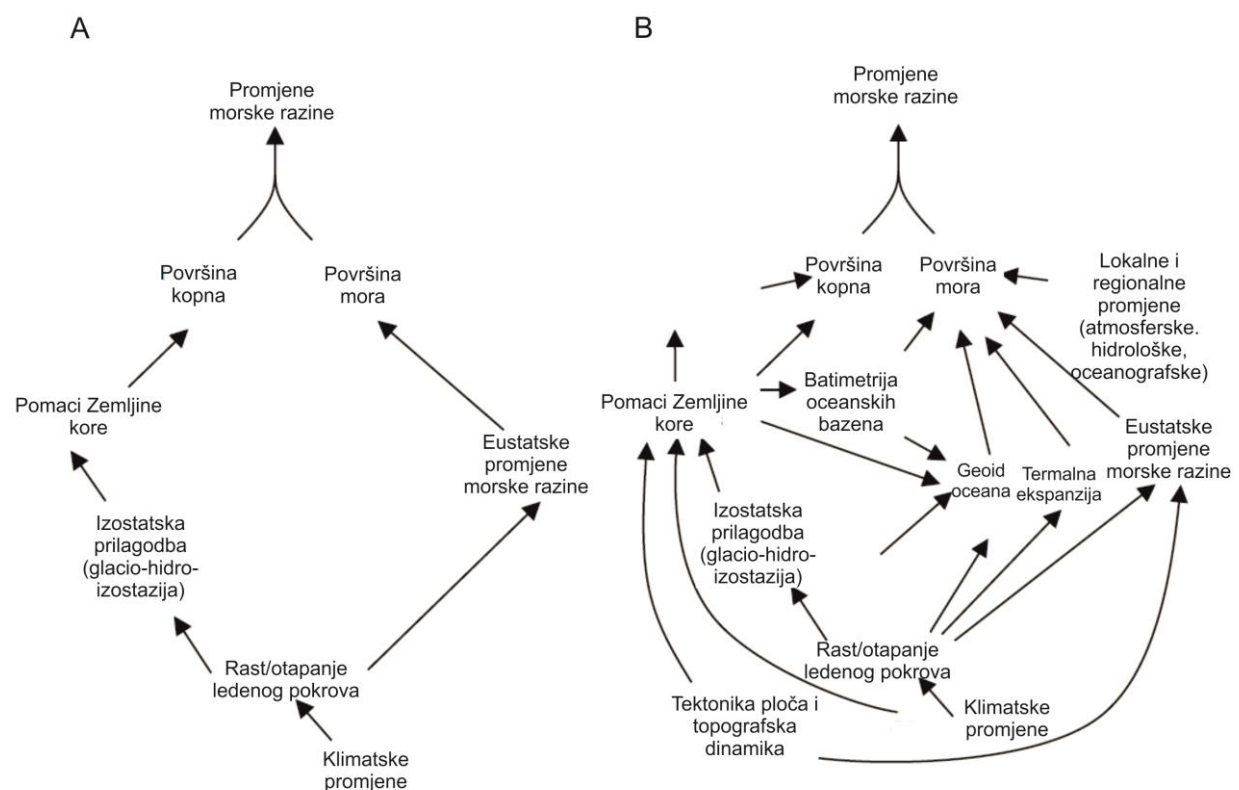 A
Promjene
morske razine
Površina
kopna
Površina
mora
Pomaci Zemljine
kore
Eustatske
promjene
morske razine
Izostatska
prilagodba
(glacio-hidro-
izostazija)
Rast/otapanje
ledenog pokrova
Klimatske
promjene
B
Promjene
morske razine
Površina
kopna
Površina
mora
Lokalne i
regionalne
promjene
(atmosferske.
hidrološke,
oceanografske)
Pomaci Zemljine
kore
Batimetrija
oceanskih
bazena
Geoid
oceana
Termalna
ekspanzija
Eustatske
promjene
morske razine
Izostatska
prilagodba
(glacio-hidro-
izostazija)
Rast/otapanje
ledenog pokrova
Tektonika ploča i
topografska
dinamika
Klimatske
promjene